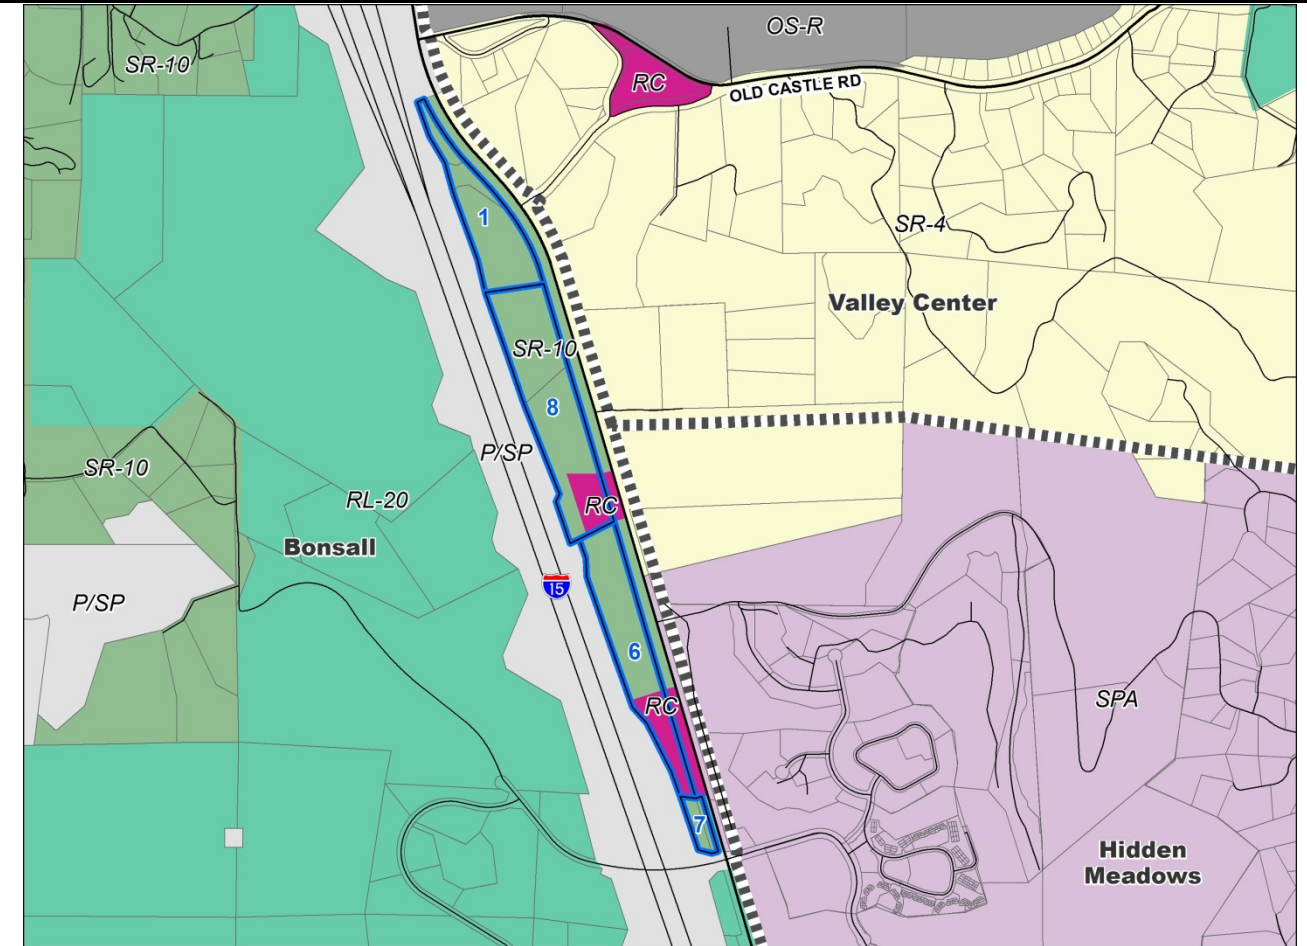 OS-R
SR-10
RC
OLD CASTLE RD
1
SR-4
Valley Center
SR-10
8
P/SP
SR-10
RL-20
RC
Bonsall
15
P/SP
6
SPA
RC
7
Hidden
Meadows